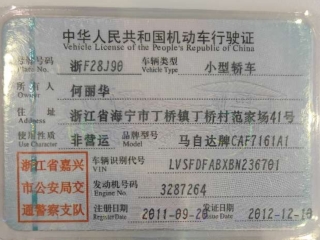 中华人民共和国机动车行驶证
Vehicle License of the People's Republic of China
号牌号码 浙F28J90 车辆类型 小型轿车
Plate No. Vehicle Type
所有人 何丽华
Owner
住址 浙江省海宁市丁桥镇丁桥村范家场41号
Address
使用性质 非营运 品牌型号 马自达牌CAF7161A1
Use Character Model
浙江省嘉兴市公安局交通警察支队
车辆识别代号 LVSFDFABXBN236701
VIN
发动机号码 3287264
Engine No.
注册日期 2011-09-20 发证日期 2012-12-10
Register Date Issue Date